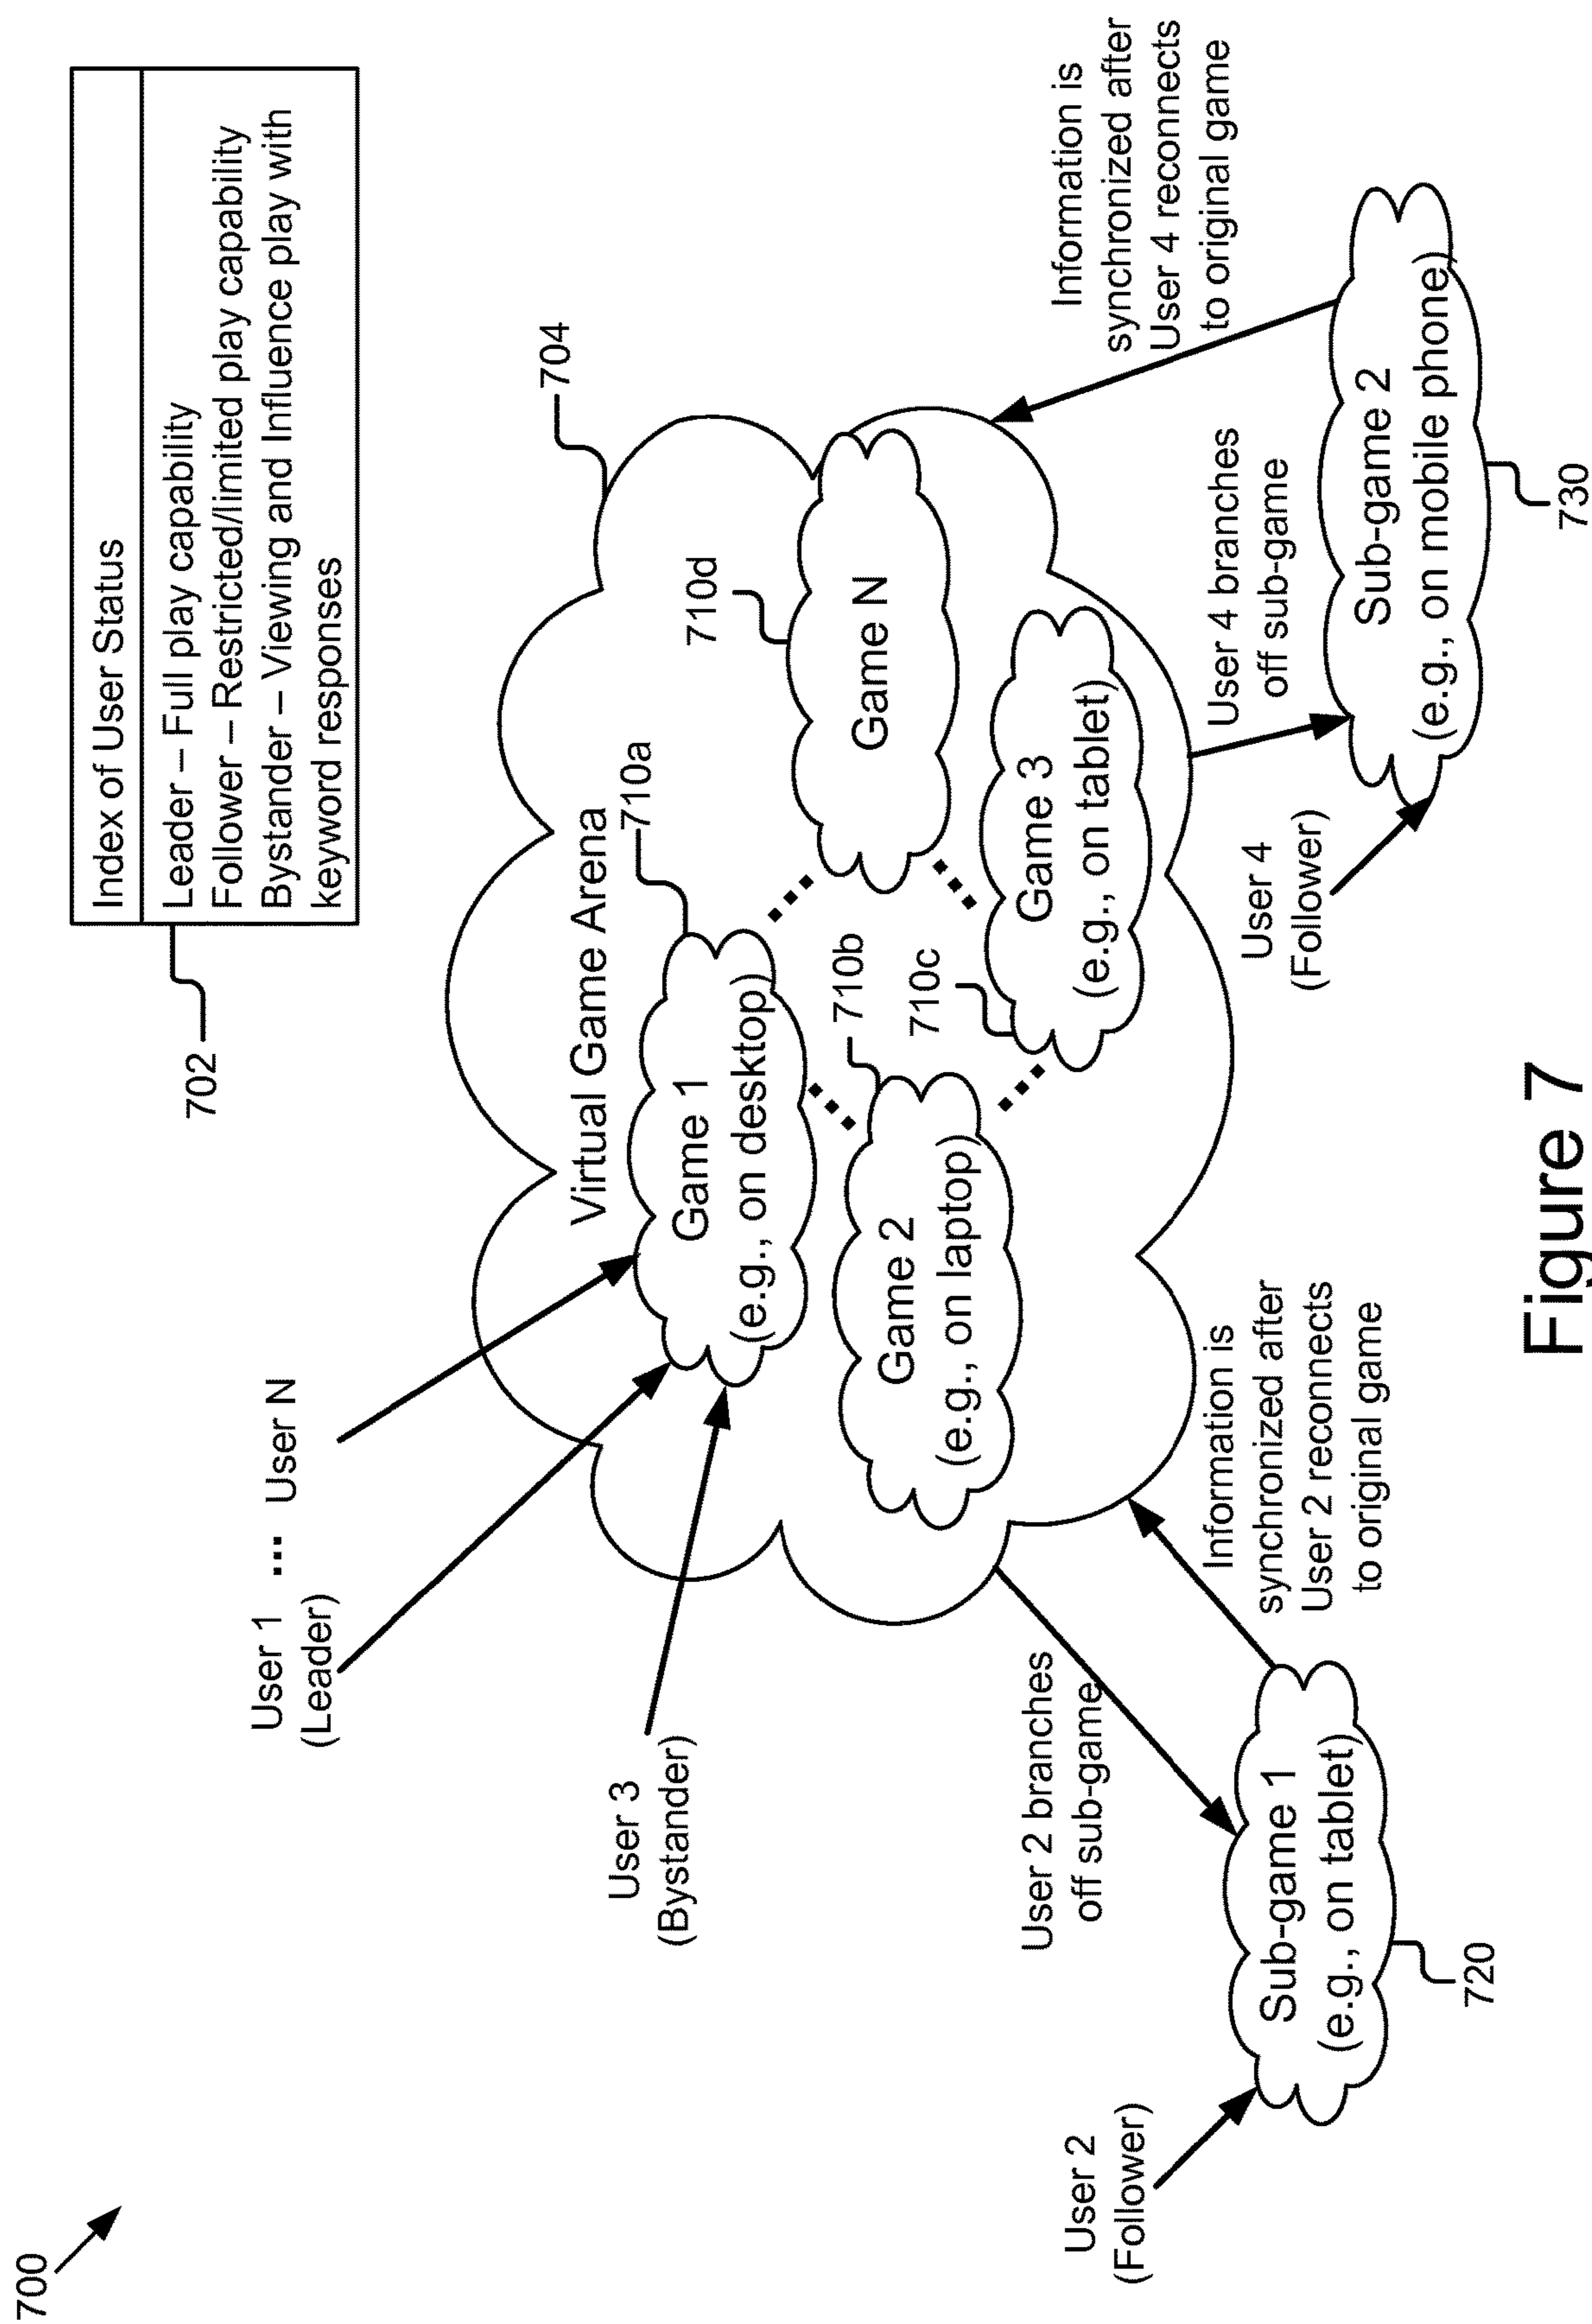 700
Index of User Status
Leader – Full play capability
Follower – Restricted/limited play capability
Bystander – Viewing and Influence play with
keyword responses
702
User 1 ... User N
(Leader)
704
Virtual Game Arena
710a
710d
User 3
(Bystander)
Game 1
(e.g., on desktop)
Game N
710b
710c
Game 2
(e.g., on laptop)
Game 3
(e.g., on tablet)
User 2 branches
off sub-game
Information is
synchronized after
User 2 reconnects
to original game
User 4 branches
off sub-game
Information is
synchronized after
User 4 reconnects
to original game
User 2
(Follower)
Sub-game 1
(e.g., on tablet)
720
User 4
(Follower)
Sub-game 2
(e.g., on mobile phone)
730
Figure 7